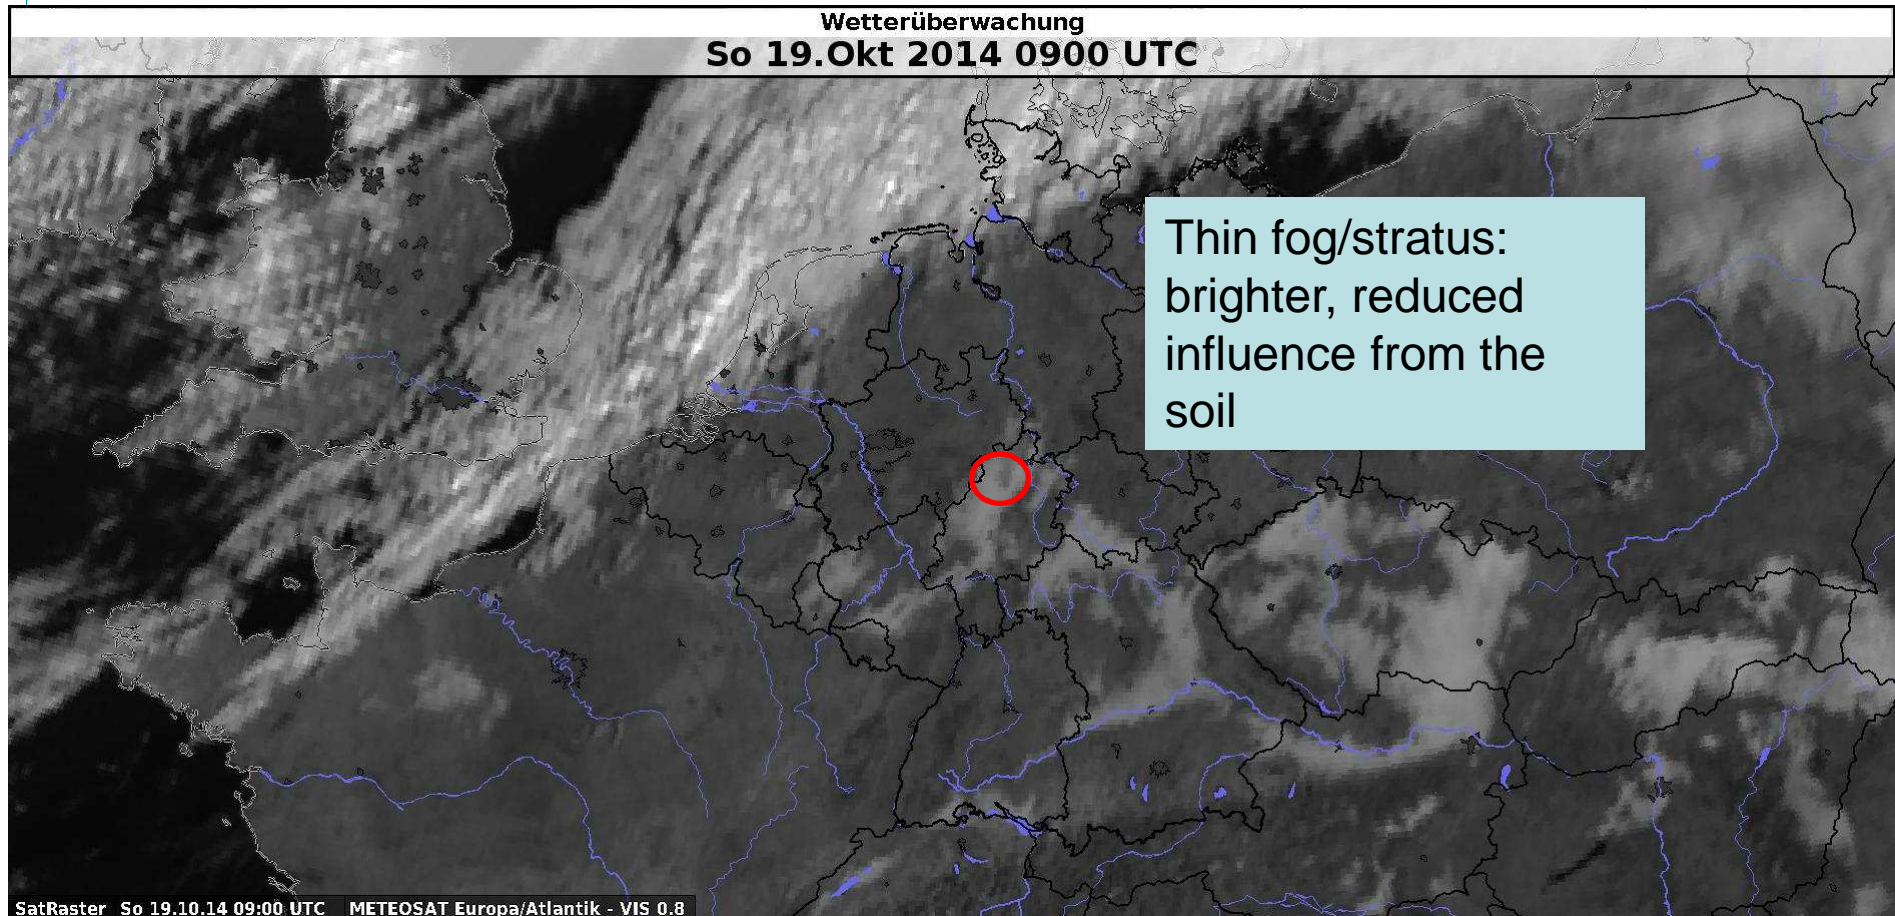 Wetterüberwachung
So 19.Okt 2014 0900 UTC
Thin fog/stratus:
brighter, reduced
influence from the
soil
SatRaster So 19.10.14 09:00 UTC METEOSAT Europa/Atlantik - VIS 0.8